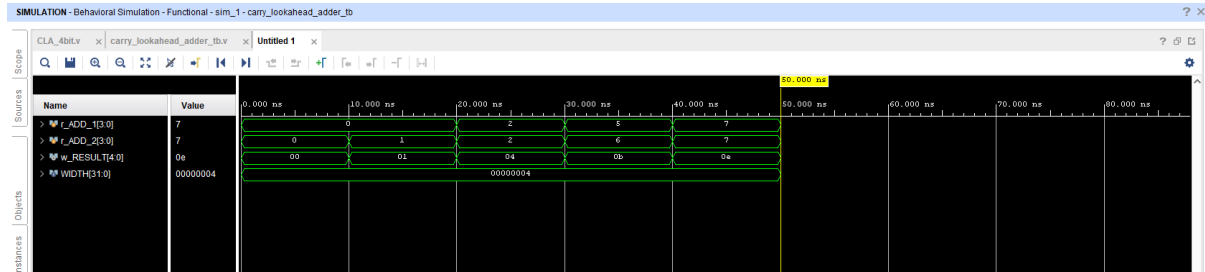 SIMULATION - Behavioral Simulation - Functional - sim_1 - carry_lookahead_adder_tb ? ×
CLA_4bit.v × carry_lookahead_adder_tb.v × Untitled 1 ×
Scope
Sources
Objects
Instances
50.000 ns
Name Value 0.000 ns 10.000 ns 20.000 ns 30.000 ns 40.000 ns 50.000 ns 60.000 ns 70.000 ns 80.000 ns
> r_ADD_1[3:0] 7 0 2 5 7
> r_ADD_2[3:0] 7 0 1 2 6 7
> w_RESULT[4:0] 0e 00 01 04 0b 0e
> WIDTH[31:0] 00000004 00000004